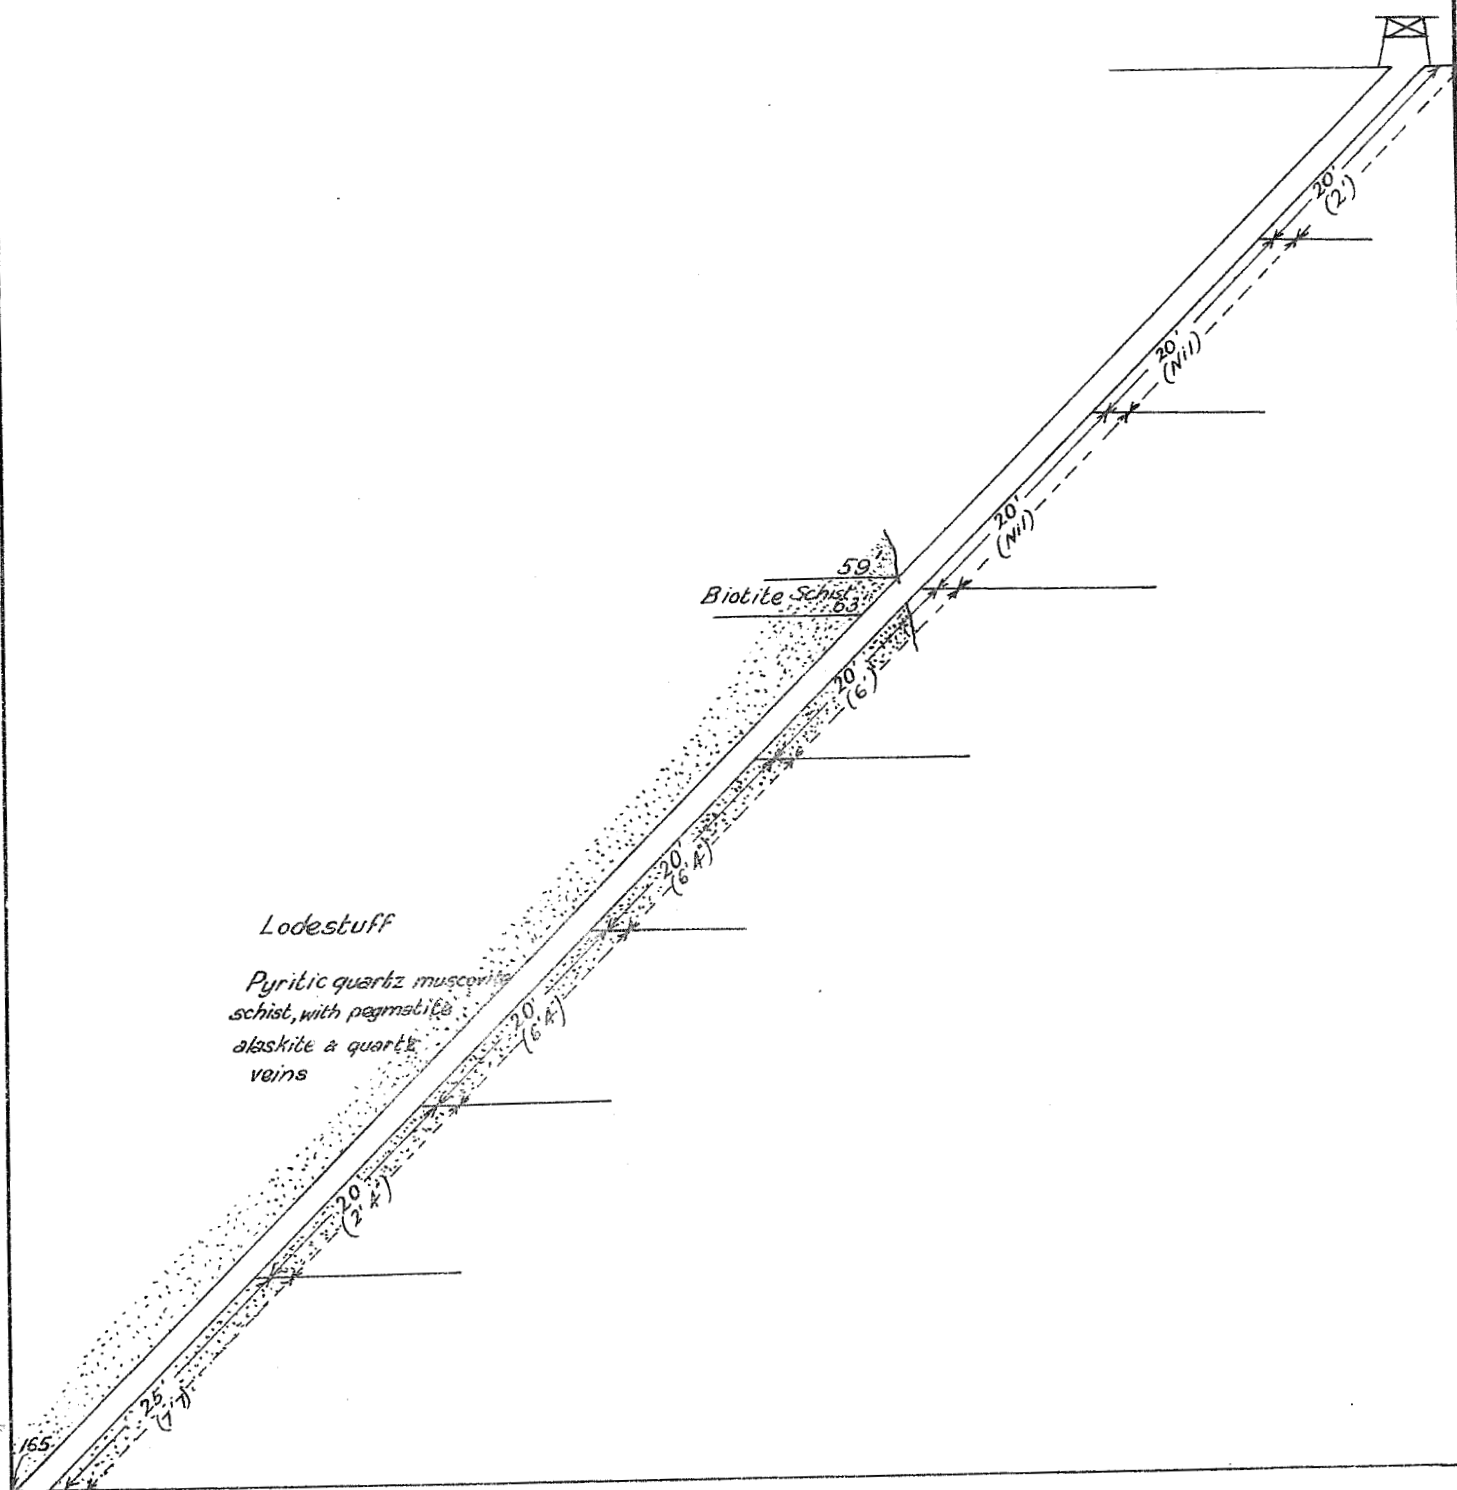 20'
(2')
20'
(Nil)
20'
(Nil)
59'
Biotite Schist
63'
20'
(6')
20'
(6'4")
Lodestuff
Pyritic quartz muscovite
schist, with pegmatite
alaskite & quartz
veins
20'
(6'4")
20'
(2'4")
25'
(7'7")
165